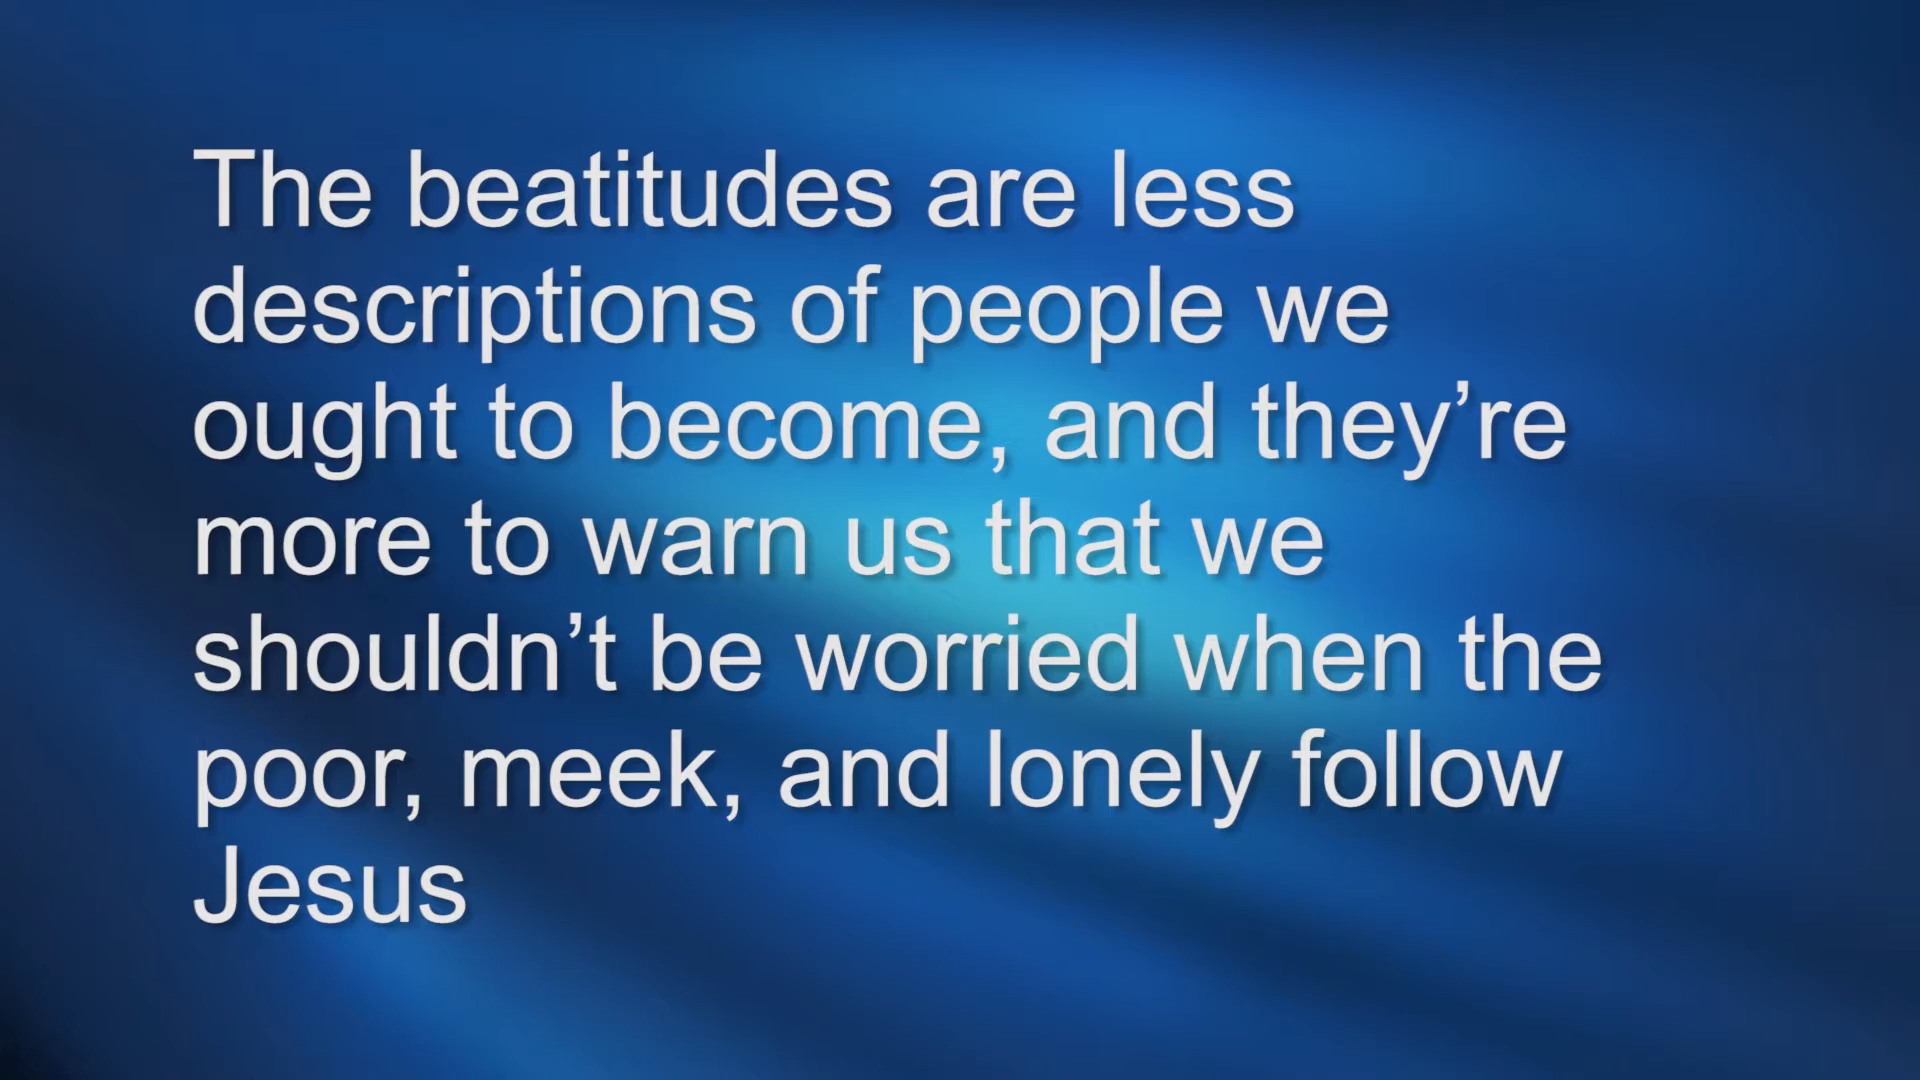 The beatitudes are less
descriptions of people we
ought to become, and they’re
more to warn us that we
shouldn’t be worried when the
poor, meek, and lonely follow
Jesus